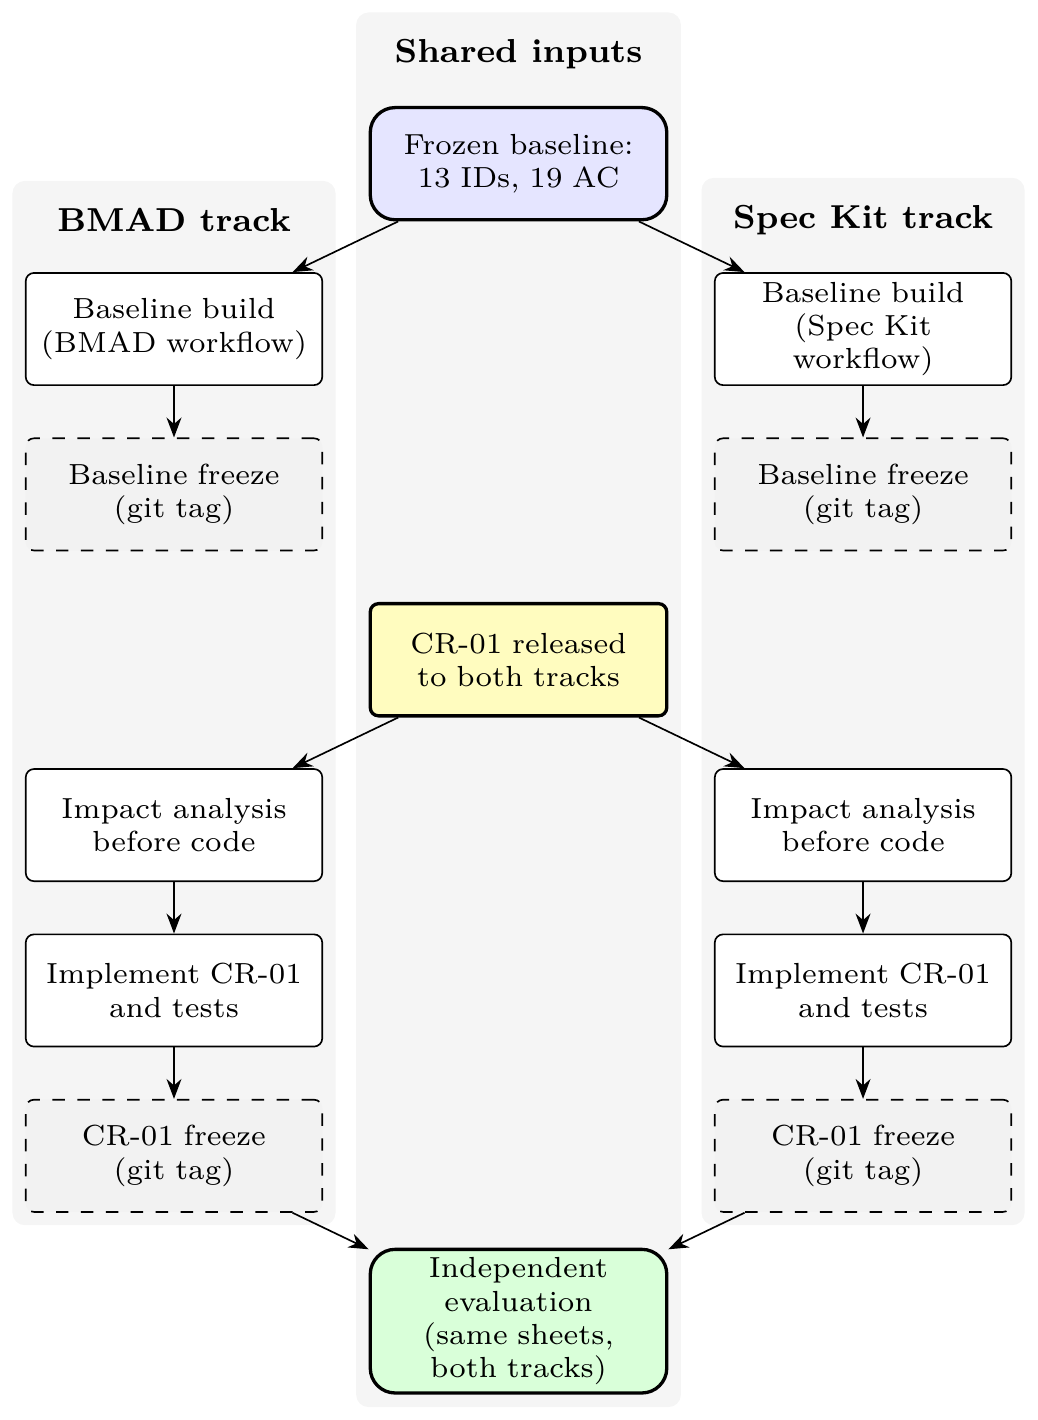 Shared inputs
Frozen baseline:
13 IDs, 19 AC
BMAD track
Spec Kit track
Baseline build
(BMAD workflow)
Baseline build
(Spec Kit
workflow)
Baseline freeze
(git tag)
Baseline freeze
(git tag)
CR-01 released
to both tracks
Impact analysis
before code
Impact analysis
before code
Implement CR-01
and tests
Implement CR-01
and tests
CR-01 freeze
(git tag)
CR-01 freeze
(git tag)
Independent
evaluation
(same sheets,
both tracks)